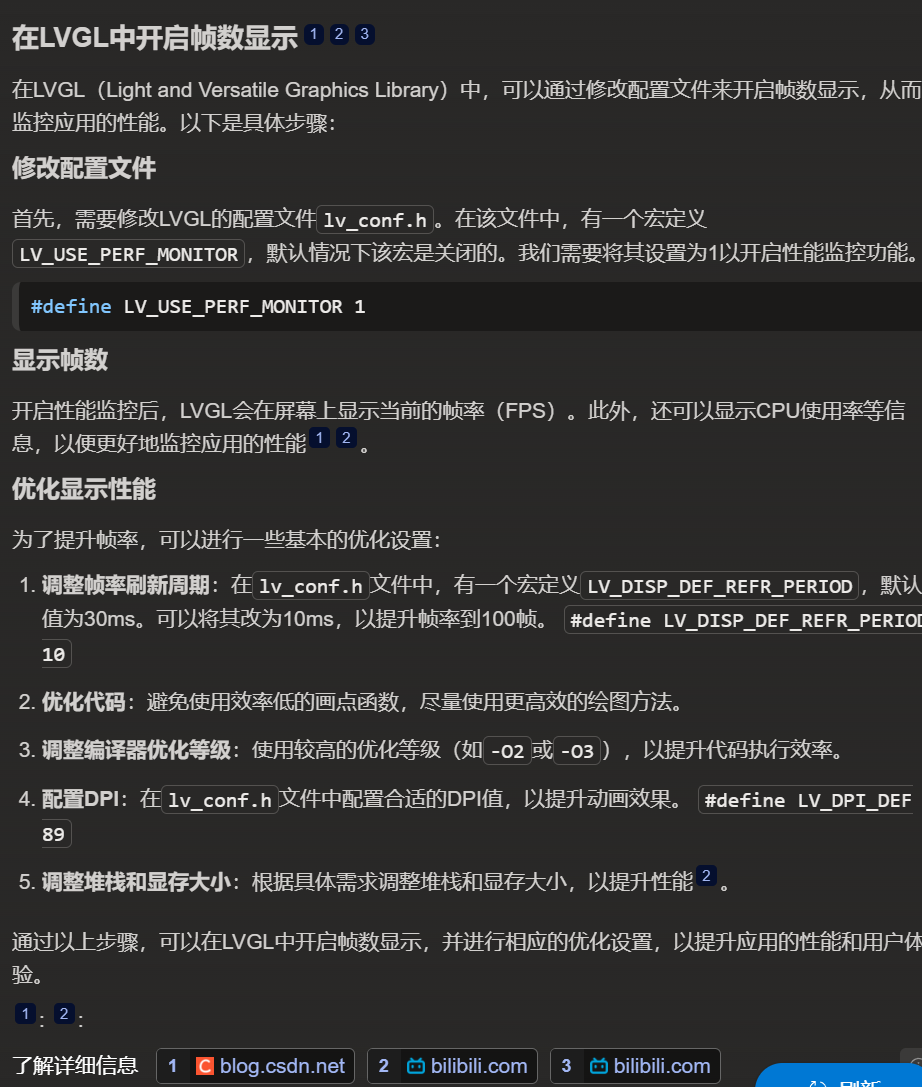 在LVGL中开启帧数显示 1 2 3
在LVGL（Light and Versatile Graphics Library）中，可以通过修改配置文件来开启帧数显示，从而
监控应用的性能。以下是具体步骤：
修改配置文件
首先，需要修改LVGL的配置文件 lv_conf.h 。在该文件中，有一个宏定义
LV_USE_PERF_MONITOR ，默认情况下该宏是关闭的。我们需要将其设置为1以开启性能监控功能。
#define LV_USE_PERF_MONITOR 1
显示帧数
开启性能监控后，LVGL会在屏幕上显示当前的帧率（FPS）。此外，还可以显示CPU使用率等信
息，以便更好地监控应用的性能 1 2 。
优化显示性能
为了提升帧率，可以进行一些基本的优化设置：
1. 调整帧率刷新周期：在 lv_conf.h 文件中，有一个宏定义 LV_DISP_DEF_REFR_PERIOD ，默认
值为30ms。可以将其改为10ms，以提升帧率到100帧。 #define LV_DISP_DEF_REFR_PERIOD
10
2. 优化代码：避免使用效率低的画点函数，尽量使用更高效的绘图方法。
3. 调整编译器优化等级：使用较高的优化等级（如 -O2 或 -O3 ），以提升代码执行效率。
4. 配置DPI：在 lv_conf.h 文件中配置合适的DPI值，以提升动画效果。 #define LV_DPI_DEF
89
5. 调整堆栈和显存大小：根据具体需求调整堆栈和显存大小，以提升性能 2 。
通过以上步骤，可以在LVGL中开启帧数显示，并进行相应的优化设置，以提升应用的性能和用户体
验。
1 : 2 :
了解详细信息 1 blog.csdn.net 2 bilibili.com 3 bilibili.com
刷新